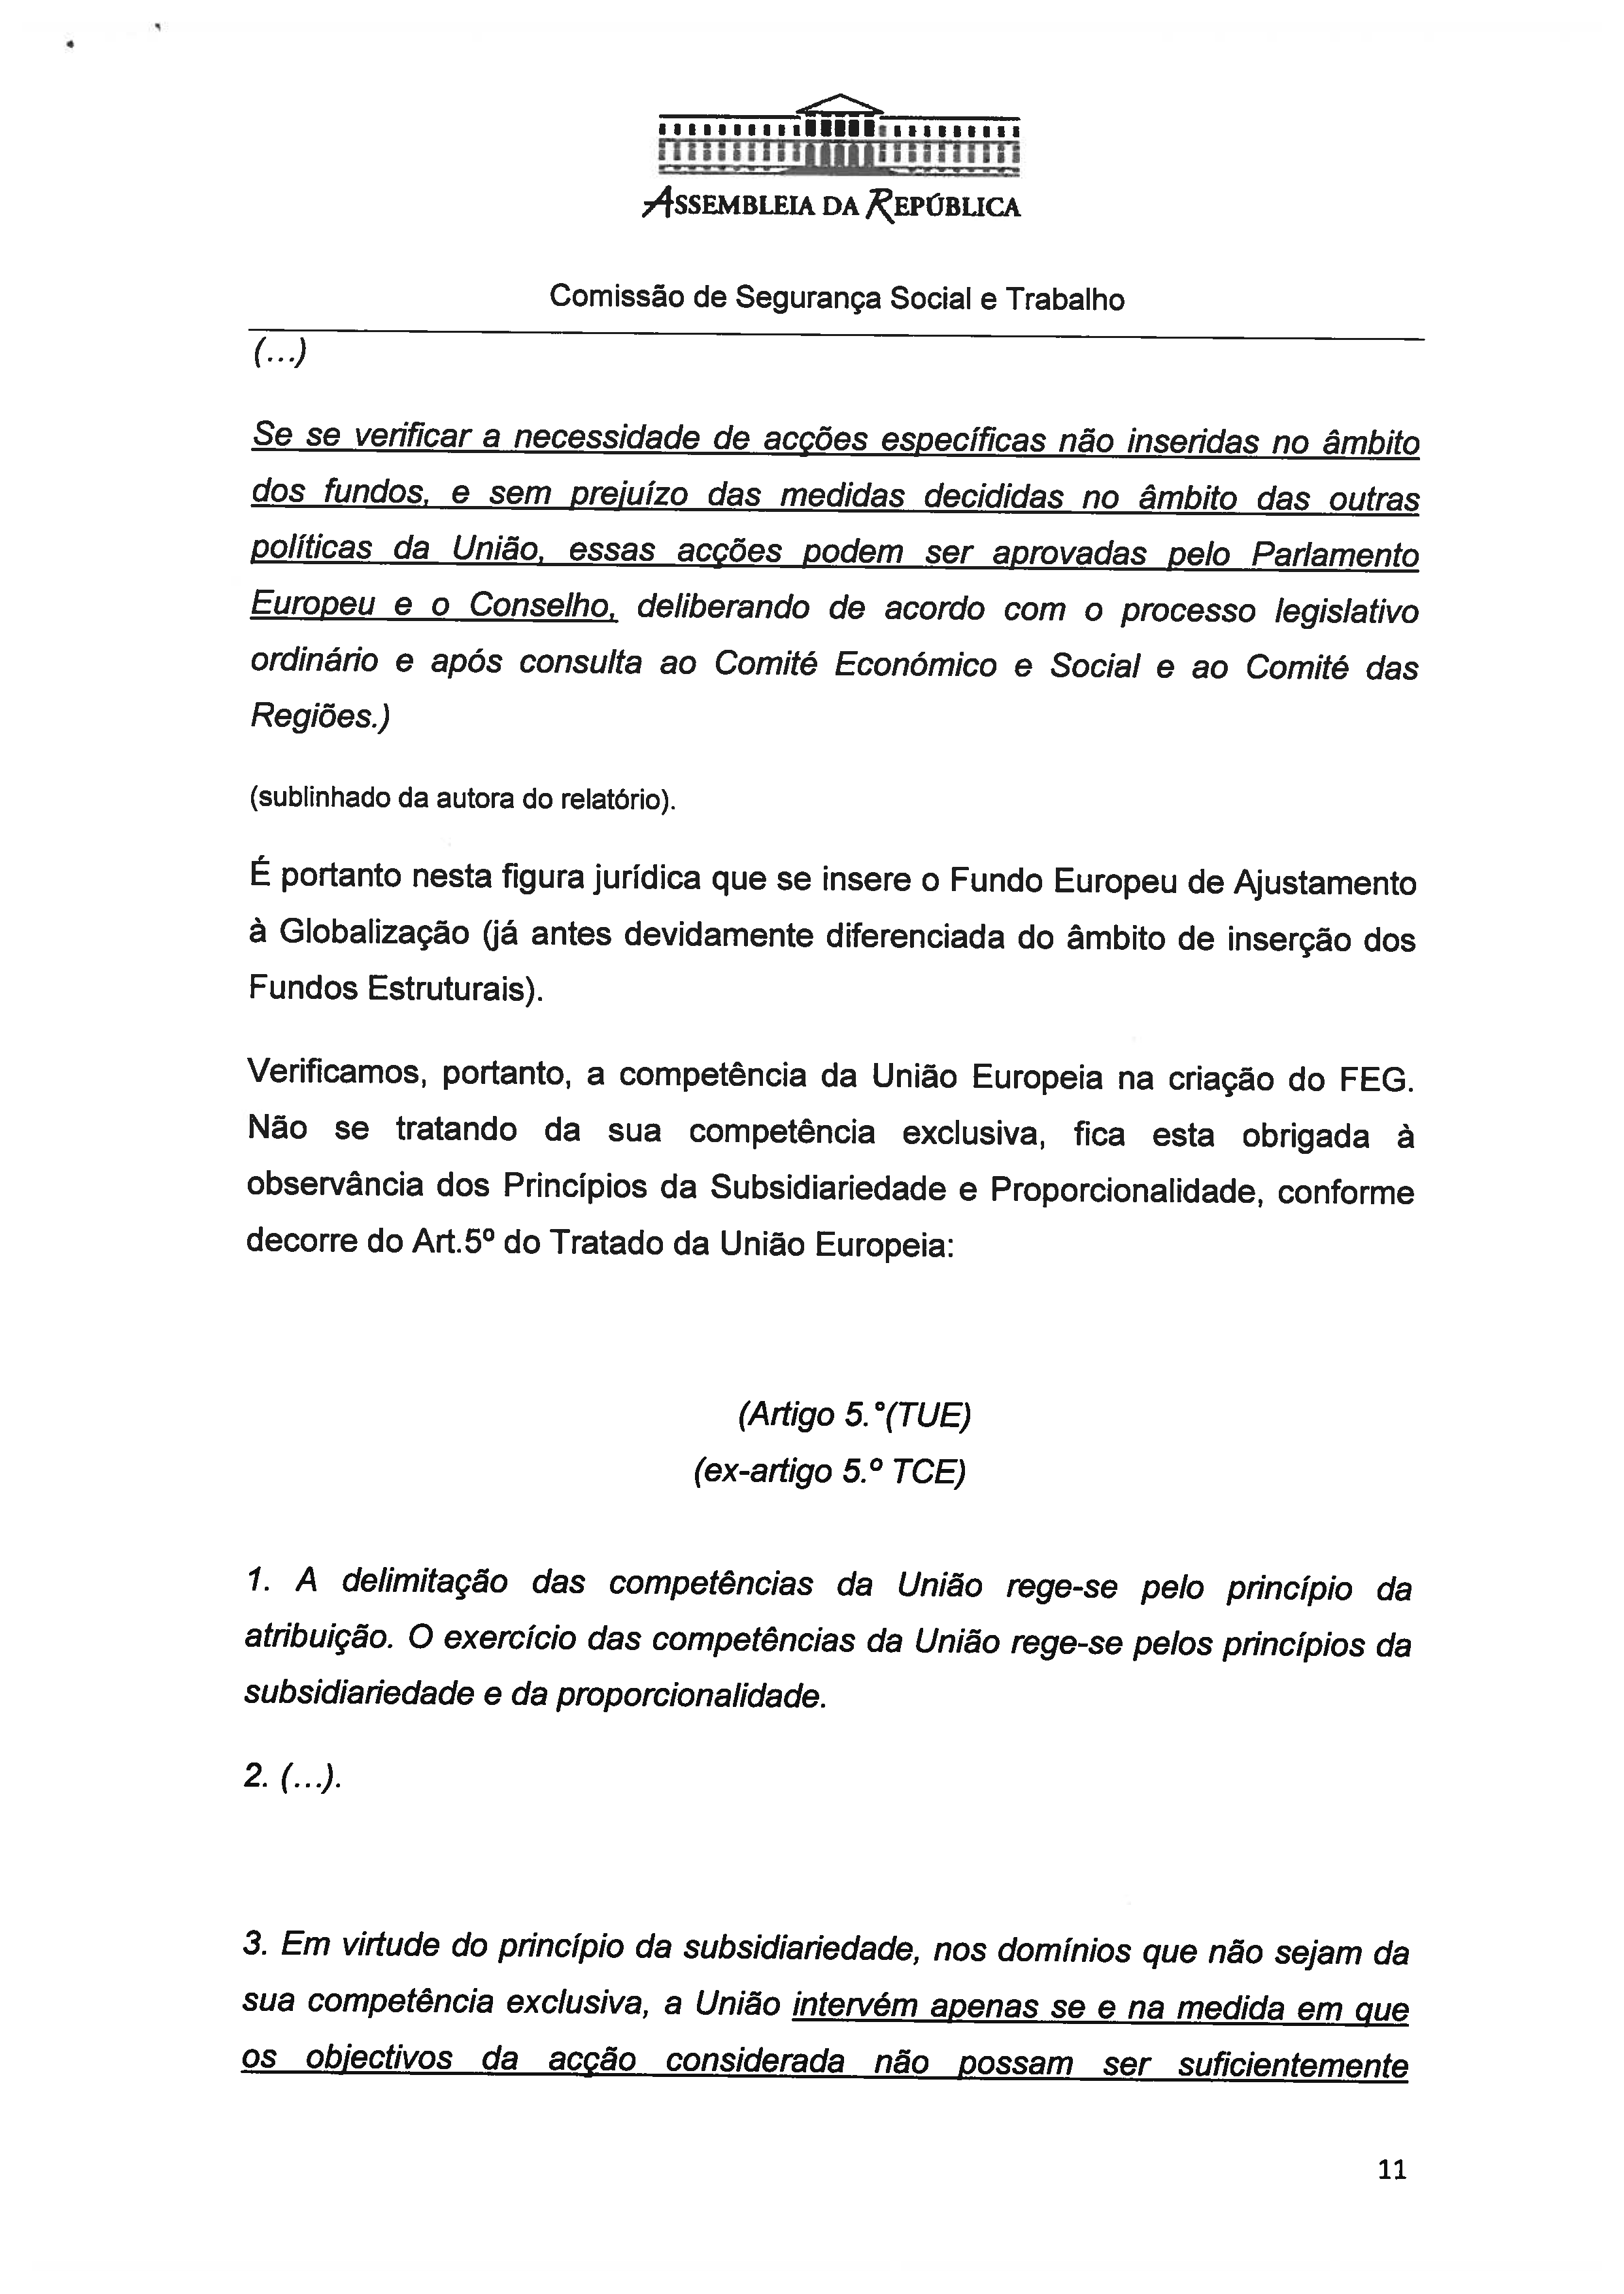 ASSEMBLEIA DA REPÚBLICA
Comissão de Segurança Social e Trabalho
(...)
Se se verificar a necessidade de acções específicas não inseridas no âmbito
dos fundos, e sem prejuízo das medidas decididas no âmbito das outras
políticas da União, essas acções podem ser aprovadas pelo Parlamento
Europeu e o Conselho, deliberando de acordo com o processo legislativo
ordinário e após consulta ao Comité Económico e Social e ao Comité das
Regiões.)
(sublinhado da autora do relatório).
É portanto nesta figura jurídica que se insere o Fundo Europeu de Ajustamento
à Globalização (já antes devidamente diferenciada do âmbito de inserção dos
Fundos Estruturais).
Verificamos, portanto, a competência da União Europeia na criação do FEG.
Não se tratando da sua competência exclusiva, fica esta obrigada à
observância dos Princípios da Subsidiariedade e Proporcionalidade, conforme
decorre do Art.5º do Tratado da União Europeia:
(Artigo 5.º(TUE)
(ex-artigo 5.º TCE)
1. A delimitação das competências da União rege-se pelo princípio da
atribuição. O exercício das competências da União rege-se pelos princípios da
subsidiariedade e da proporcionalidade.
2. (...).
3. Em virtude do princípio da subsidiariedade, nos domínios que não sejam da
sua competência exclusiva, a União intervém apenas se e na medida em que
os objectivos da acção considerada não possam ser suficientemente
11